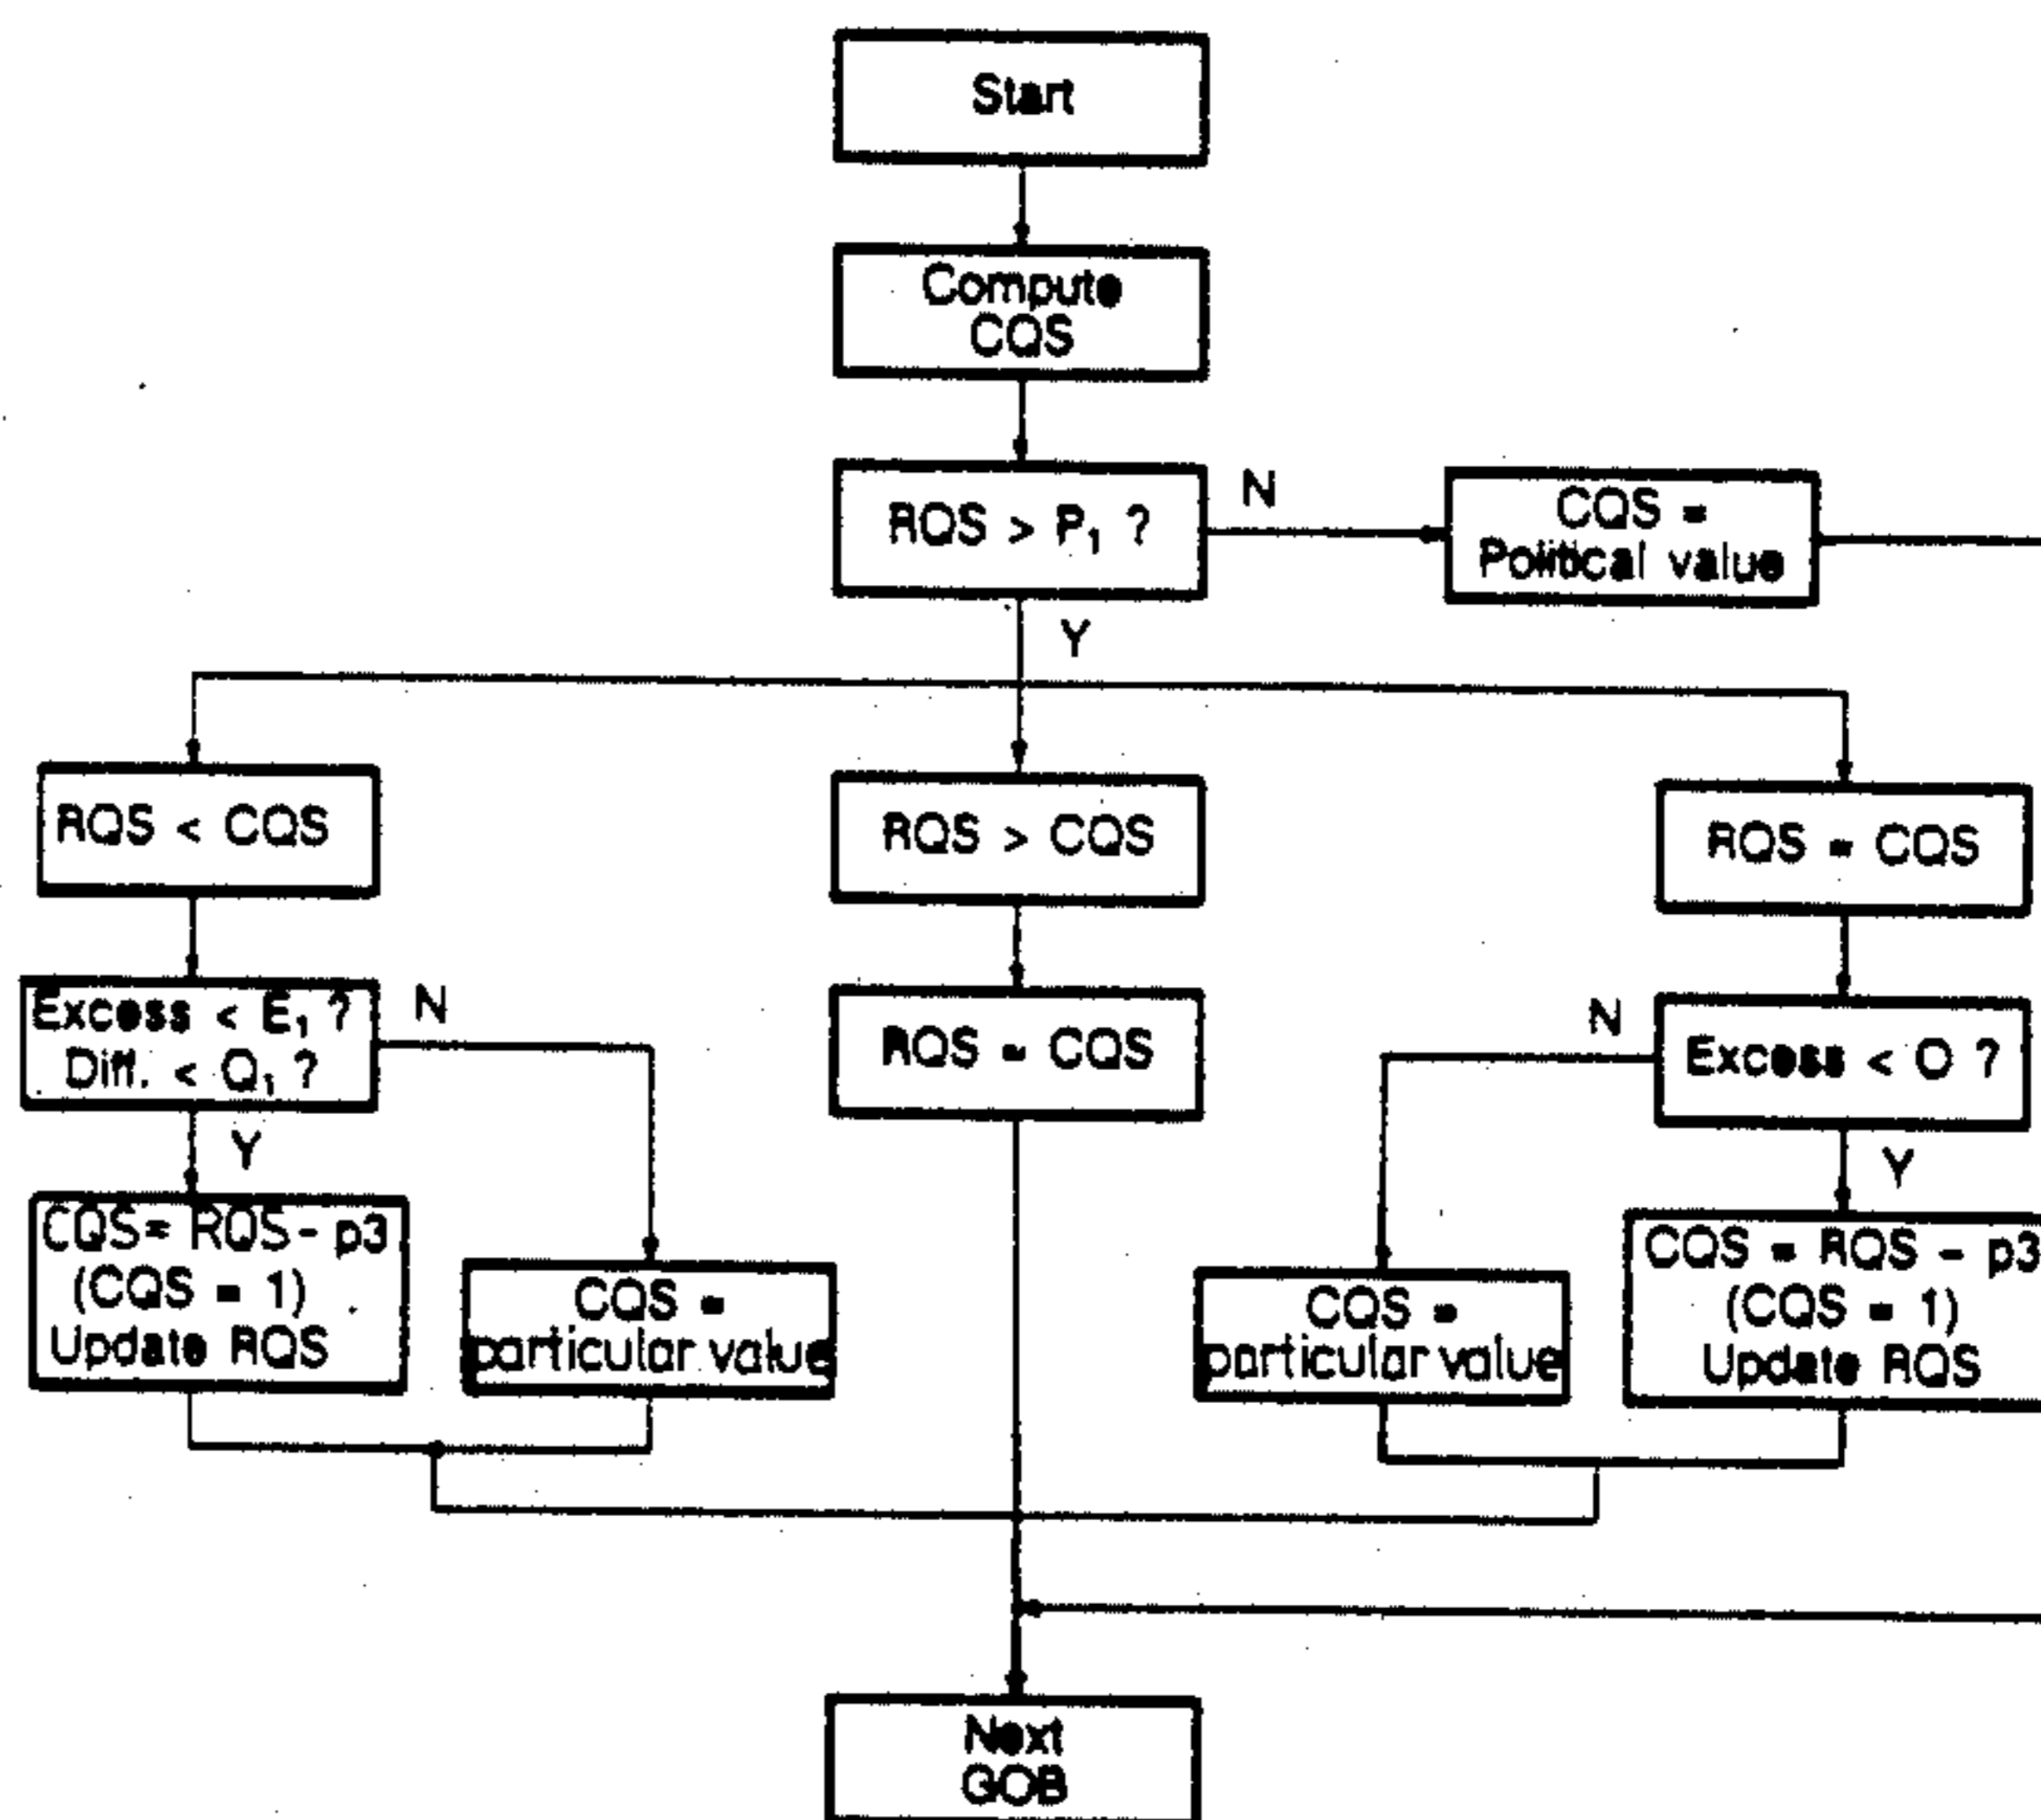 Start
Compute
CQS
RQS > P₁ ?
N
CQS =
Political value
Y
RQS < CQS
RQS > CQS
RQS = CQS
Excess < E₁ ?
Diff. < Q₁ ?
N
RQS = CQS
N
Excess < O ?
Y
Y
CQS = RQS - p3
(CQS = 1)
Update RQS
CQS =
particular value
CQS =
particular value
CQS = RQS - p3
(CQS = 1)
Update RQS
Next
GOB